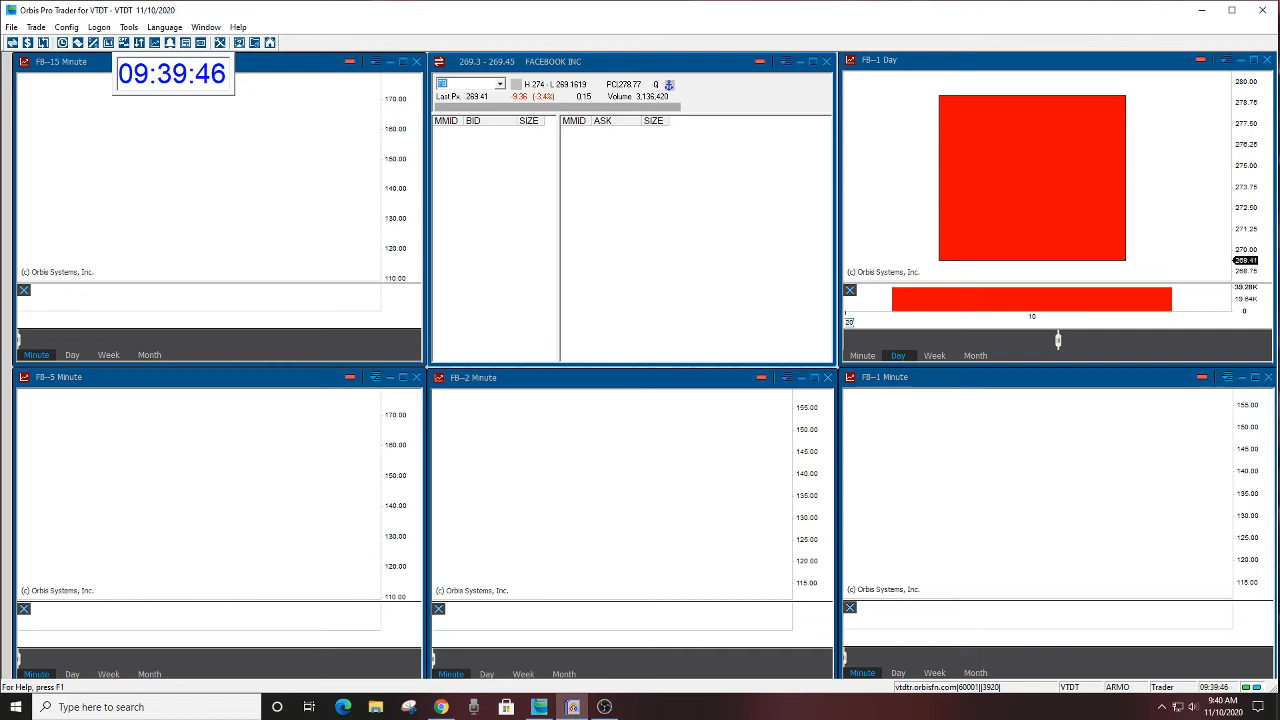 Orbis Pro Trader for VTDT - VTDT 11/10/2020
File Trade Config Logon Tools Language Window Help
09:39:46
FB--15 Minute
170.00
160.00
150.00
140.00
130.00
120.00
110.00
(c) Orbis Systems, Inc.
Minute Day Week Month
269.3 - 269.45 FACEBOOK INC
FB H 274 - L 269.1619 PCL278.77 Q
Last Px. 269.41 -9.36 (-3.4%) 0.15 Volume 3,136,420
MMID BID SIZE MMID ASK SIZE
FB--1 Day
280.00
278.75
277.50
276.25
275.00
273.75
272.50
271.25
270.00
269.41
268.75
(c) Orbis Systems, Inc.
39.28K
19.64K
0
10
20
Minute Day Week Month
FB--5 Minute
170.00
160.00
150.00
140.00
130.00
120.00
110.00
(c) Orbis Systems, Inc.
Minute Day Week Month
FB--2 Minute
155.00
150.00
145.00
140.00
135.00
130.00
125.00
120.00
115.00
(c) Orbis Systems, Inc.
Minute Day Week Month
FB--1 Minute
155.00
150.00
145.00
140.00
135.00
130.00
125.00
120.00
115.00
(c) Orbis Systems, Inc.
Minute Day Week Month
For Help, press F1
vtdtr.orbisfn.com|60001||3920| VTDT ARMO Trader 09:39:46
Type here to search
9:40 AM
11/10/2020